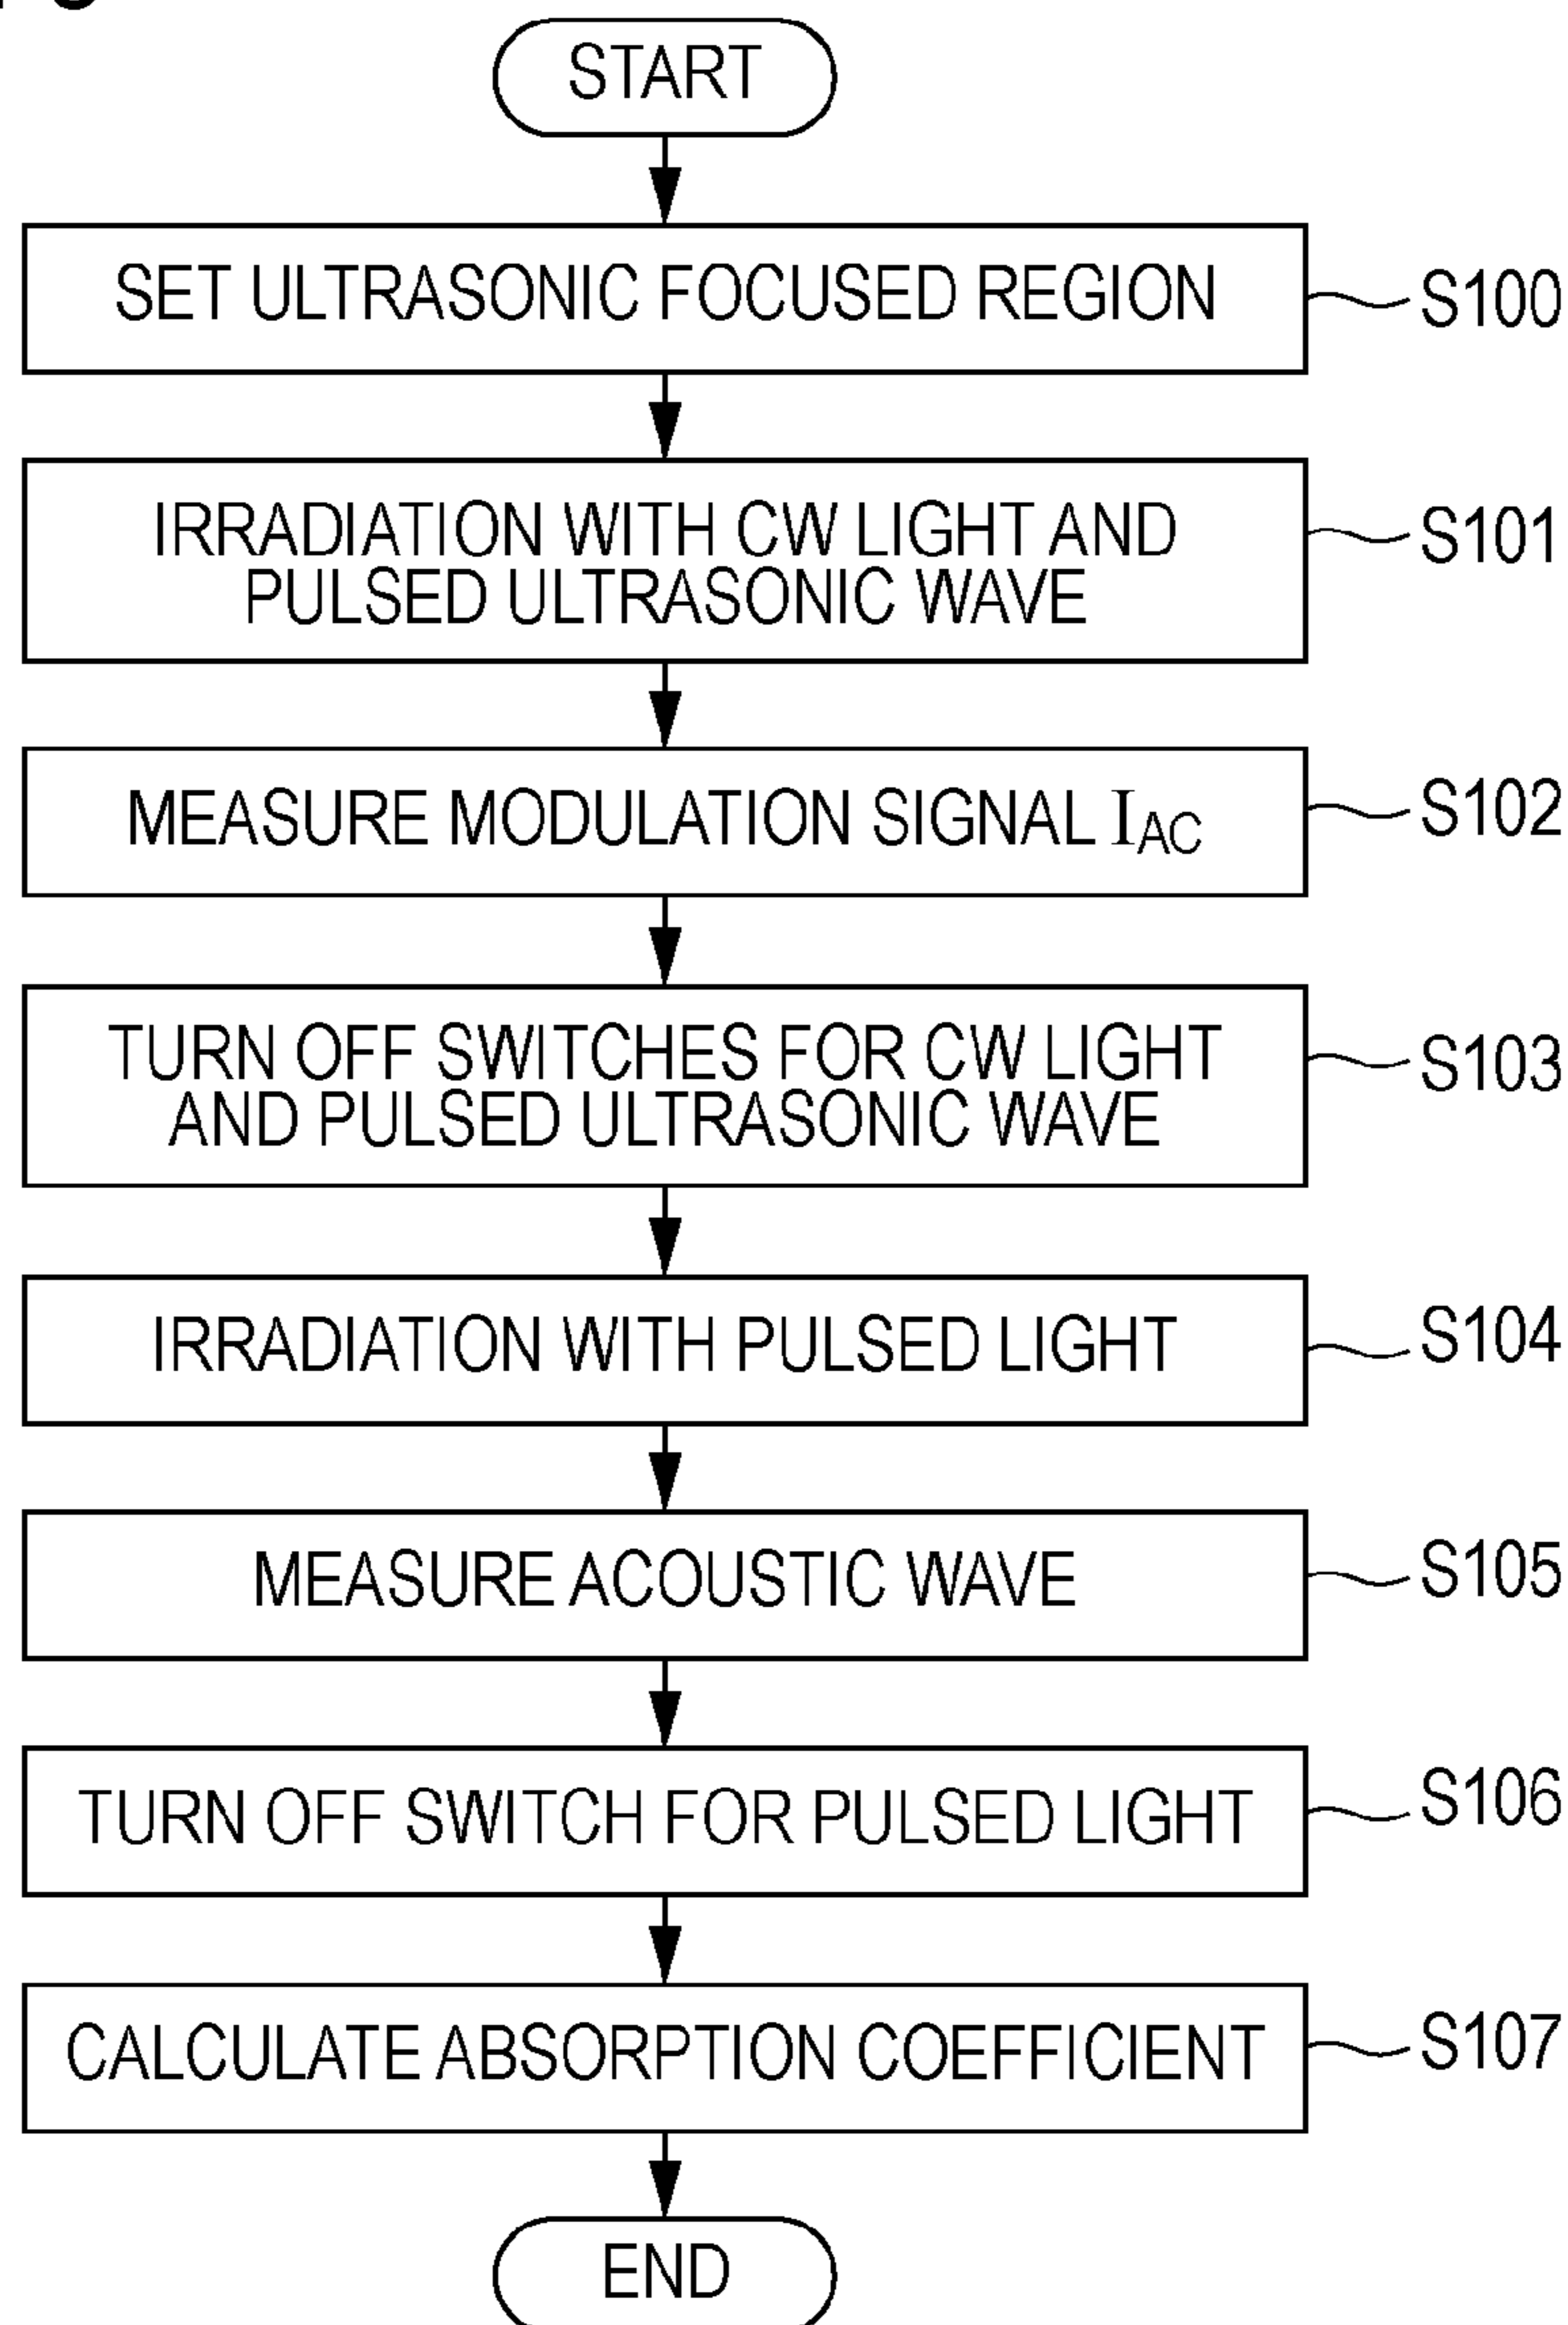 START
SET ULTRASONIC FOCUSED REGION
S100
IRRADIATION WITH CW LIGHT AND
PULSED ULTRASONIC WAVE
S101
MEASURE MODULATION SIGNAL IAC
S102
TURN OFF SWITCHES FOR CW LIGHT
AND PULSED ULTRASONIC WAVE
S103
IRRADIATION WITH PULSED LIGHT
S104
MEASURE ACOUSTIC WAVE
S105
TURN OFF SWITCH FOR PULSED LIGHT
S106
CALCULATE ABSORPTION COEFFICIENT
S107
END